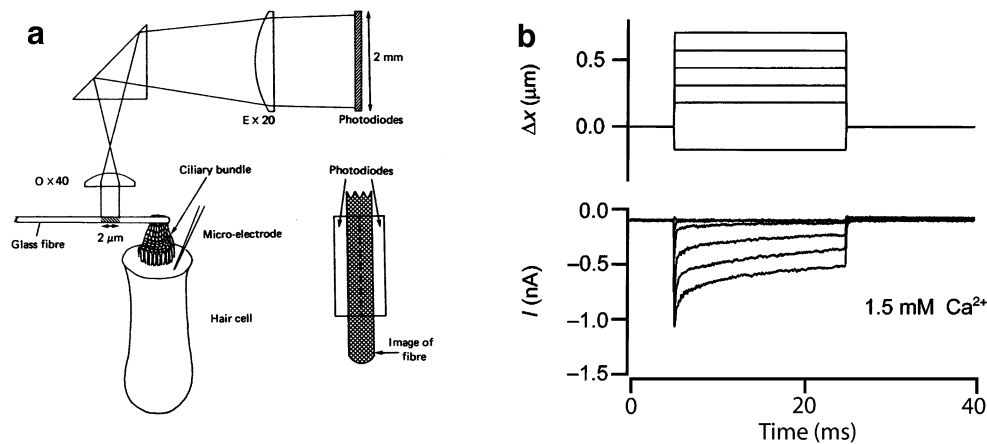 a
2 mm
E × 20
Photodiodes
O × 40
Ciliary bundle
Photodiodes
Glass fibre
2 μm
Micro-electrode
Hair cell
Image of
fibre
b
Δx (μm)
0.5
0.0
I (nA)
0.0
−0.5
−1.0
−1.5
1.5 mM Ca²⁺
0
20
40
Time (ms)